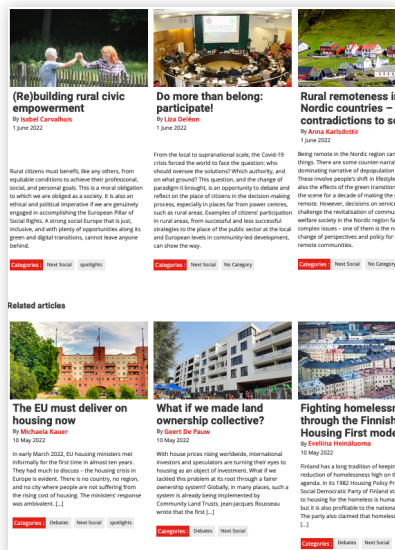 (Re)building rural civic
empowerment
By Isabel Carvalhais
1 June 2022
Rural citizens must benefit, like any others, from
equitable conditions to achieve their professional,
social, and personal goals. This is a moral obligation
to which we are obliged as a society. It is also an
ethical and political imperative if we are genuinely
engaged in accomplishing the European Pillar of
Social Rights. A strong social Europe that is just,
inclusive, and with plenty of opportunities along its
green and digital transitions, cannot leave anyone
behind.
Categories : Next Social spotlights
Do more than belong:
participate!
By Liza Deléon
1 June 2022
From the local to supranational scale, the Covid-19
crisis forced the world to face the question: who
should oversee the solutions? Which authority, and
on what ground? This question, and the change of
paradigm it brought, is an opportunity to debate and
reflect on the place of citizens in the decision-making
process, especially in places far from power centres,
such as rural areas. Examples of citizens' participation
in rural areas, from successful and less successful
strategies to the place of the public sector at the local
and European levels in community-led development,
can show the way.
Categories : Next Social No Category
Rural remoteness i
Nordic countries –
contradictions to s
By Anna Karlsdottir
1 June 2022
Being remote in the Nordic region can
things. There are some counter-narrat
dominating narrative of depopulation
These involve people's shift in lifestyle
also the effects of the green transition
the scene for a decade of making the
remote. However, decisions on service
challenge the revitalisation of commu
welfare society in the Nordic region fa
complex issues – one of them is the n
change of perspectives and policy for
remote communities.
Categories : Next Social No Category
Related articles
The EU must deliver on
housing now
By Michaela Kauer
10 May 2022
In early March 2022, EU housing ministers met
informally for the first time in almost ten years.
They had much to discuss – the housing crisis in
Europe is evident. There is no country, no region,
and no city where people are not suffering from
the rising cost of housing. The ministers' response
was ambivalent. [...]
Categories : Debates Next Social spotlights
What if we made land
ownership collective?
By Geert De Pauw
10 May 2022
With house prices rising worldwide, international
investors and speculators are turning their eyes to
housing as an object of investment. What if we
tackled this problem at its root through a fairer
ownership system? Globally, in many places, such a
system is already being implemented by
Community Land Trusts. Jean-Jacques Rousseau
wrote that the first [...]
Categories : Debates Next Social
Fighting homelessn
through the Finnish
Housing First mode
By Eveliina Heinäluoma
10 May 2022
Finland has a long tradition of keepin
reduction of homelessness high on th
agenda. In its 1982 Housing Policy Pr
Social Democratic Party of Finland st
to housing for the homeless is huma
but it is also profitable to the nationa
The party also claimed that homeles
[...]
Categories : Debates Next Social